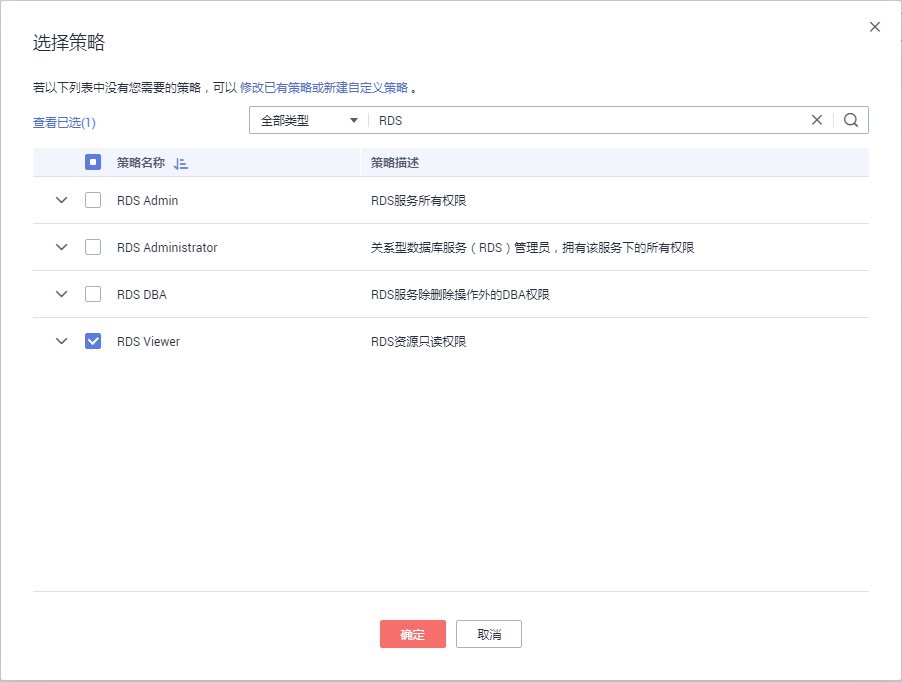 选择策略
若以下列表中没有您需要的策略，可以 修改已有策略或新建自定义策略 。
查看已选(1)
全部类型 RDS
策略名称 策略描述
RDS Admin RDS服务所有权限
RDS Administrator 关系型数据库服务（RDS）管理员，拥有该服务下的所有权限
RDS DBA RDS服务除删除操作外的DBA权限
RDS Viewer RDS资源只读权限
确定 取消